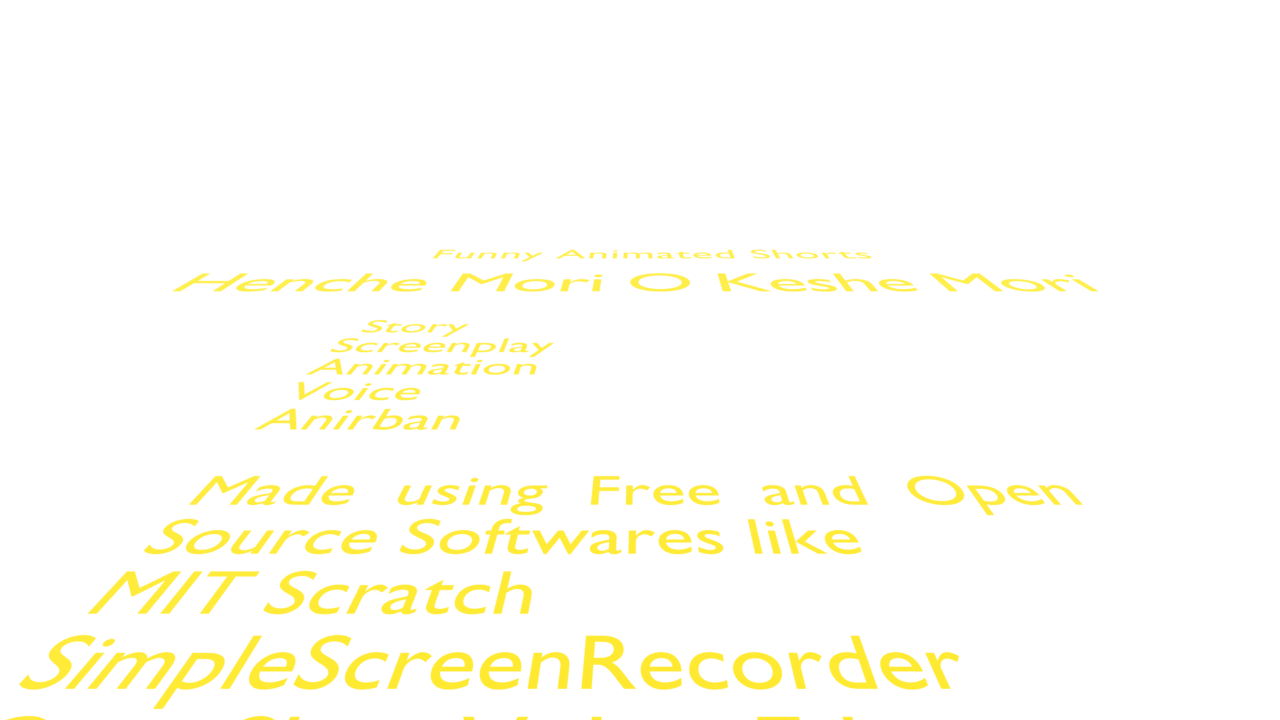 Funny Animated Shorts
Henche Mori O Keshe Mori
Story
Screenplay
Animation
Voice
Anirban
Made using Free and Open
Source Softwares like
MIT Scratch
SimpleScreenRecorder